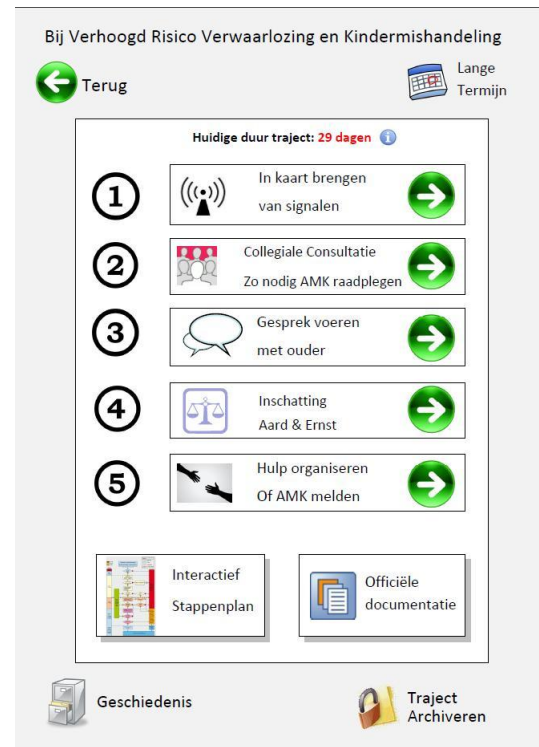 Bij Verhoogd Risico Verwaarlozing en Kindermishandeling
Terug
Lange
Termijn
Huidige duur traject: 29 dagen i
1
In kaart brengen
van signalen
2
Collegiale Consultatie
Zo nodig AMK raadplegen
3
Gesprek voeren
met ouder
4
Inschatting
Aard & Ernst
5
Hulp organiseren
Of AMK melden
Interactief
Stappenplan
Officiële
documentatie
Geschiedenis
Traject
Archiveren